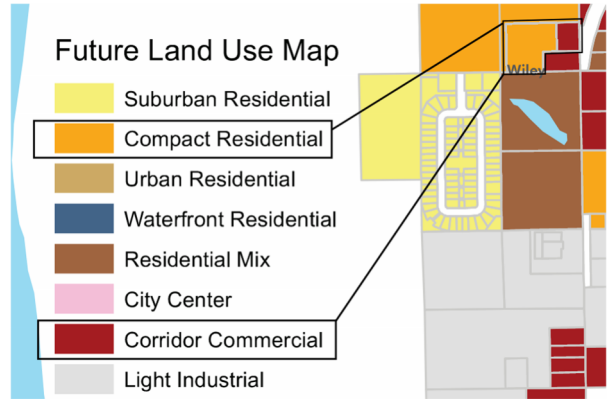 Future Land Use Map
Suburban Residential
Compact Residential
Urban Residential
Waterfront Residential
Residential Mix
City Center
Corridor Commercial
Light Industrial
Wiley